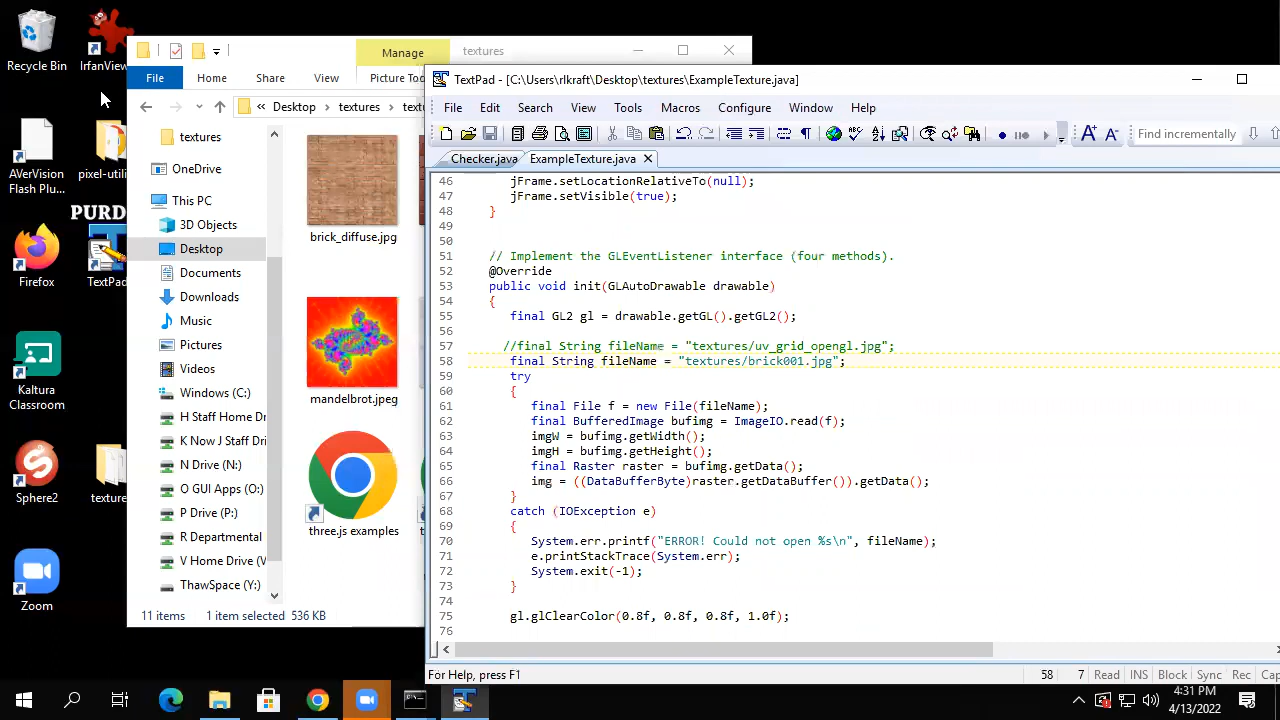 Recycle Bin
IrfanView
AVerVision
Flash Plu...
pixel-utili
PURD
Firefox
TextPad
Kaltura
Classroom
Sphere2
texture
Zoom
Manage
textures
File
Home
Share
View
Picture To
« Desktop › textures › text
textures
OneDrive
This PC
3D Objects
Desktop
Documents
Downloads
Music
Pictures
Videos
Windows (C:)
H Staff Home Dr
K Now J Staff Dri
N Drive (N:)
O GUI Apps (O:)
P Drive (P:)
R Departmental
V Home Drive (V
ThawSpace (Y:)
brick_diffuse.jpg
mandelbrot.jpeg
three.js examples
11 items
1 item selected 536 KB
TextPad - [C:\Users\rlkraft\Desktop\textures\ExampleTexture.java]
File Edit Search View Tools Macros Configure Window Help
Find incrementally
Checker.java
ExampleTexture.java
46 jFrame.setLocationRelativeTo(null);
47 jFrame.setVisible(true);
48 }
49
50
51 // Implement the GLEventListener interface (four methods).
52 @Override
53 public void init(GLAutoDrawable drawable)
54 {
55 final GL2 gl = drawable.getGL().getGL2();
56
57 //final String fileName = "textures/uv_grid_opengl.jpg";
58 final String fileName = "textures/brick001.jpg";
59 try
60 {
61 final File f = new File(fileName);
62 final BufferedImage bufimg = ImageIO.read(f);
63 imgW = bufimg.getWidth();
64 imgH = bufimg.getHeight();
65 final Raster raster = bufimg.getData();
66 img = ((DataBufferByte)raster.getDataBuffer()).getData();
67 }
68 catch (IOException e)
69 {
70 System.err.printf("ERROR! Could not open %s\n", fileName);
71 e.printStackTrace(System.err);
72 System.exit(-1);
73 }
74
75 gl.glClearColor(0.8f, 0.8f, 0.8f, 1.0f);
76
For Help, press F1
58 7 Read INS Block Sync Rec Cap
4:31 PM
4/13/2022